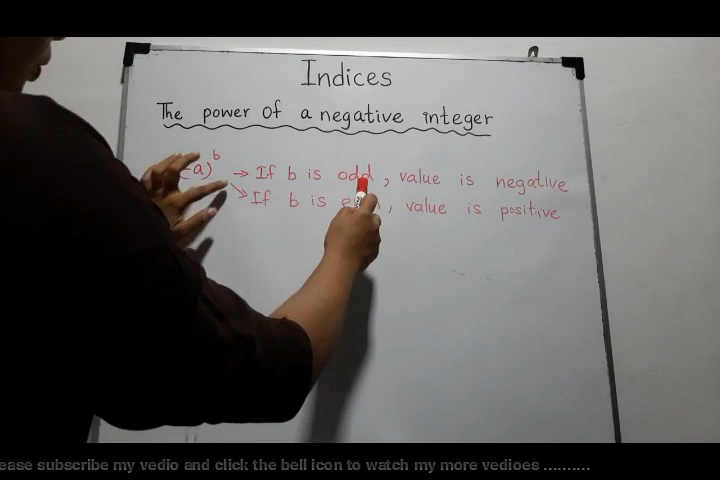 Indices
The power of a negative integer
-a)ᵇ → If b is odd, value is negative
If b is, value is positive
ease subscribe my vedio and click the bell icon to watch my more vedioes ..........